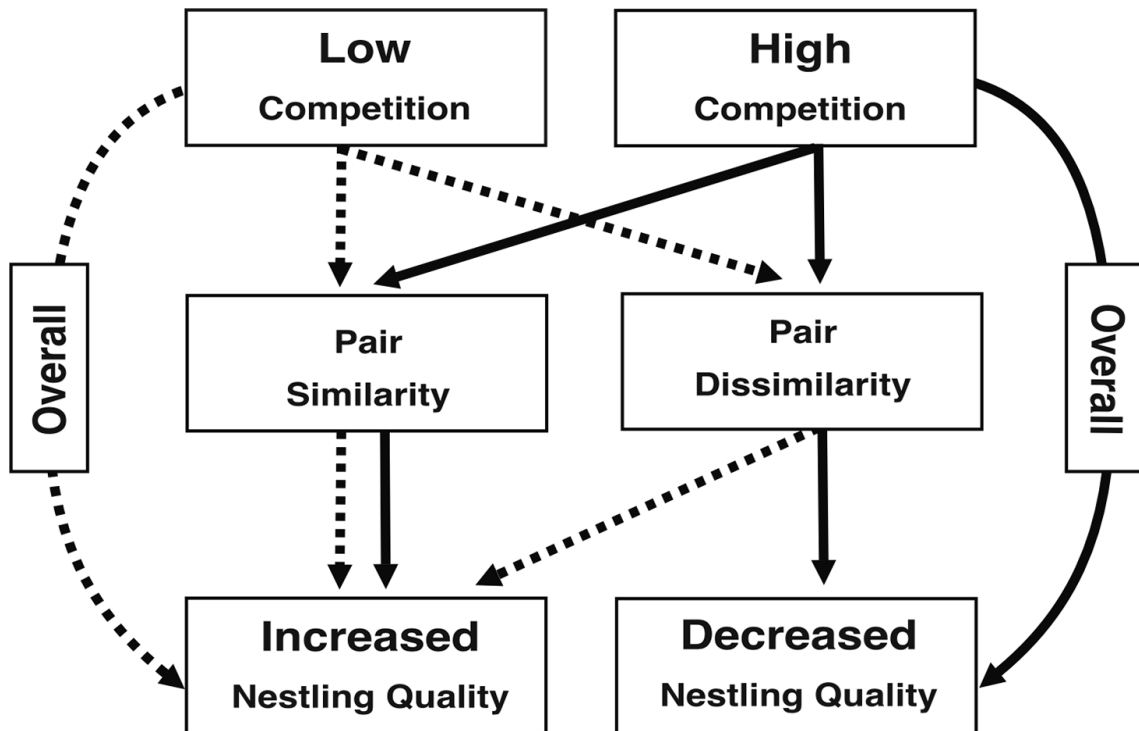 Low
Competition
High
Competition
Overall
Pair
Similarity
Pair
Dissimilarity
Overall
Increased
Nestling Quality
Decreased
Nestling Quality